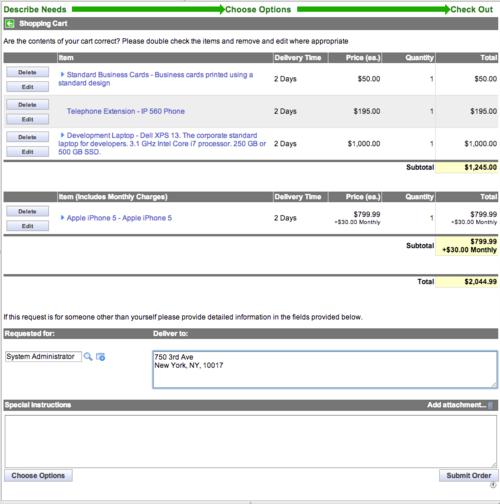 Describe Needs Choose Options Check Out
Shopping Cart
Are the contents of your cart correct? Please double check the items and remove and edit where appropriate
Item Delivery Time Price (ea.) Quantity Total
Delete
Edit
Standard Business Cards - Business cards printed using a
standard design
2 Days $50.00 1 $50.00
Delete
Edit
Telephone Extension - IP 560 Phone 2 Days $195.00 1 $195.00
Delete
Edit
Development Laptop - Dell XPS 13. The corporate standard
laptop for developers. 3.1 GHz Intel Core i7 processor. 250 GB or
500 GB SSD.
2 Days $1,000.00 1 $1,000.00
Subtotal $1,245.00
Item (Includes Monthly Charges) Delivery Time Price (ea.) Quantity Total
Delete
Edit
Apple iPhone 5 - Apple iPhone 5 2 Days $799.99 1 $799.99
+$30.00 Monthly +$30.00 Monthly
Subtotal $799.99
+$30.00 Monthly
Total $2,044.99
If this request is for someone other than yourself please provide detailed information in the fields provided below.
Requested for: Deliver to:
System Administrator
750 3rd Ave
New York, NY, 10017
Special Instructions Add attachment...
Choose Options Submit Order